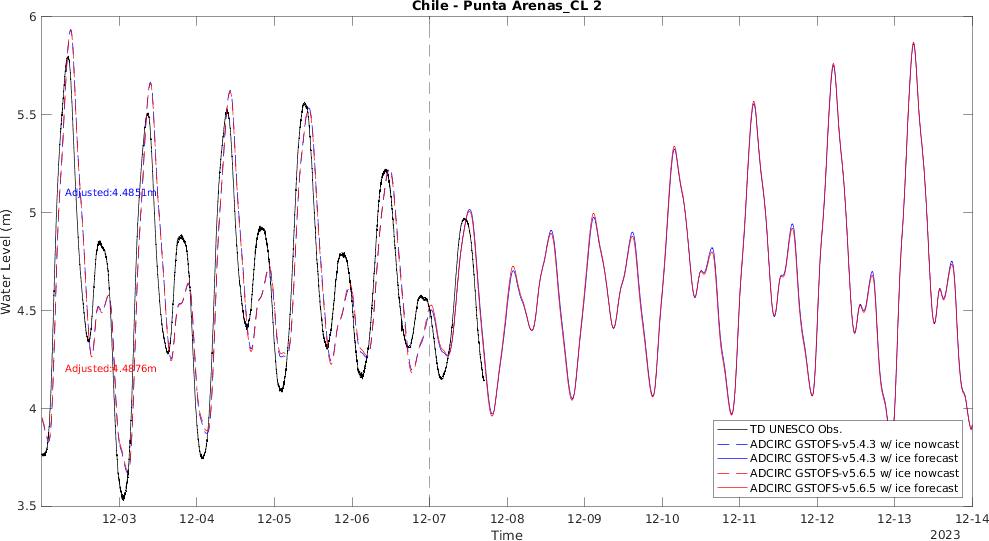 Chile - Punta Arenas_CL 2
6
5.5
5
4.5
4
3.5
Water Level (m)
Adjusted:4.4851m
Adjusted:4.4876m
TD UNESCO Obs.
ADCIRC GSTOFS-v5.4.3 w/ ice nowcast
ADCIRC GSTOFS-v5.4.3 w/ ice forecast
ADCIRC GSTOFS-v5.6.5 w/ ice nowcast
ADCIRC GSTOFS-v5.6.5 w/ ice forecast
12-03 12-04 12-05 12-06 12-07 12-08 12-09 12-10 12-11 12-12 12-13 12-14
Time
2023